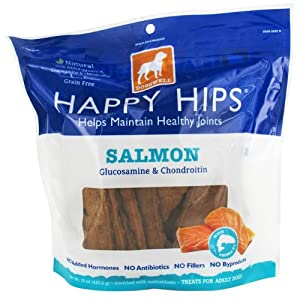 Natural
Grain Free
DOGSWELL
HAPPY HIPS®
Helps Maintain Healthy Joints
SALMON
Glucosamine & Chondroitin
NO Added Hormones NO Antibiotics NO Fillers NO Byproducts
TREATS FOR ADULT DOGS